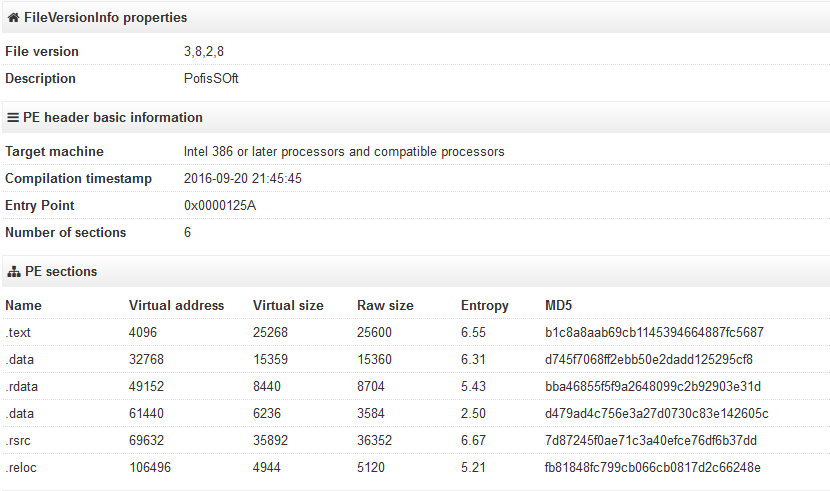 FileVersionInfo properties
File version 3,8,2,8
Description PofisSOft
PE header basic information
Target machine Intel 386 or later processors and compatible processors
Compilation timestamp 2016-09-20 21:45:45
Entry Point 0x0000125A
Number of sections 6
PE sections
Name Virtual address Virtual size Raw size Entropy MD5
.text 4096 25268 25600 6.55 b1c8a8aab69cb1145394664887fc5687
.data 32768 15359 15360 6.31 d745f7068ff2ebb50e2dadd125295cf8
.rdata 49152 8440 8704 5.43 bba46855f5f9a2648099c2b92903e31d
.data 61440 6236 3584 2.50 d479ad4c756e3a27d0730c83e142605c
.rsrc 69632 35892 36352 6.67 7d87245f0ae71c3a40efce76df6b37dd
.reloc 106496 4944 5120 5.21 fb81848fc799cb066cb0817d2c66248e